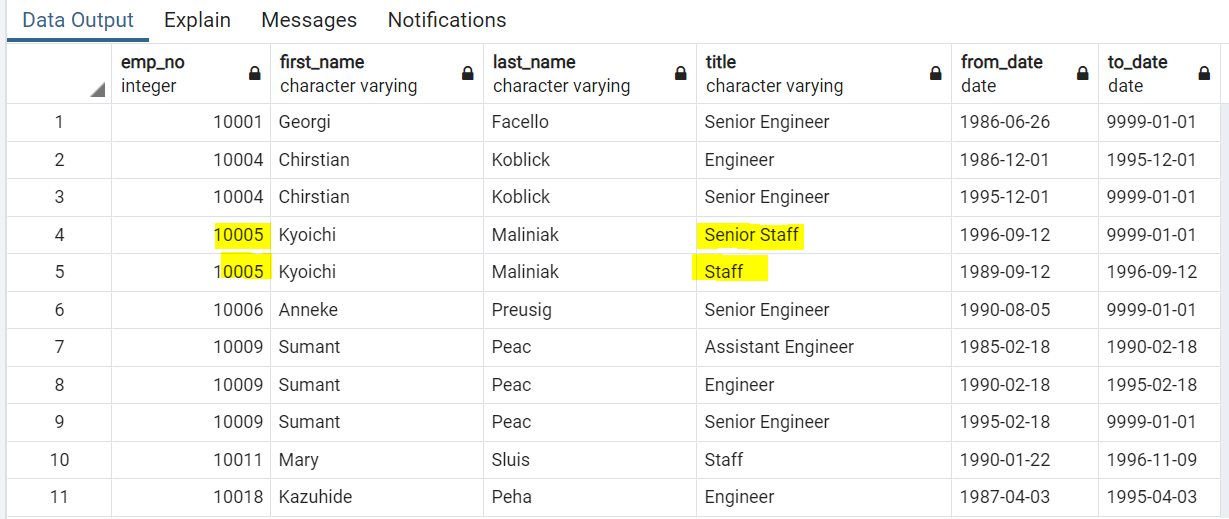 Data Output Explain Messages Notifications
emp_no first_name last_name title from_date to_date
integer character varying character varying character varying date date
1 10001 Georgi Facello Senior Engineer 1986-06-26 9999-01-01
2 10004 Chirstian Koblick Engineer 1986-12-01 1995-12-01
3 10004 Chirstian Koblick Senior Engineer 1995-12-01 9999-01-01
4 10005 Kyoichi Maliniak Senior Staff 1996-09-12 9999-01-01
5 10005 Kyoichi Maliniak Staff 1989-09-12 1996-09-12
6 10006 Anneke Preusig Senior Engineer 1990-08-05 9999-01-01
7 10009 Sumant Peac Assistant Engineer 1985-02-18 1990-02-18
8 10009 Sumant Peac Engineer 1990-02-18 1995-02-18
9 10009 Sumant Peac Senior Engineer 1995-02-18 9999-01-01
10 10011 Mary Sluis Staff 1990-01-22 1996-11-09
11 10018 Kazuhide Peha Engineer 1987-04-03 1995-04-03